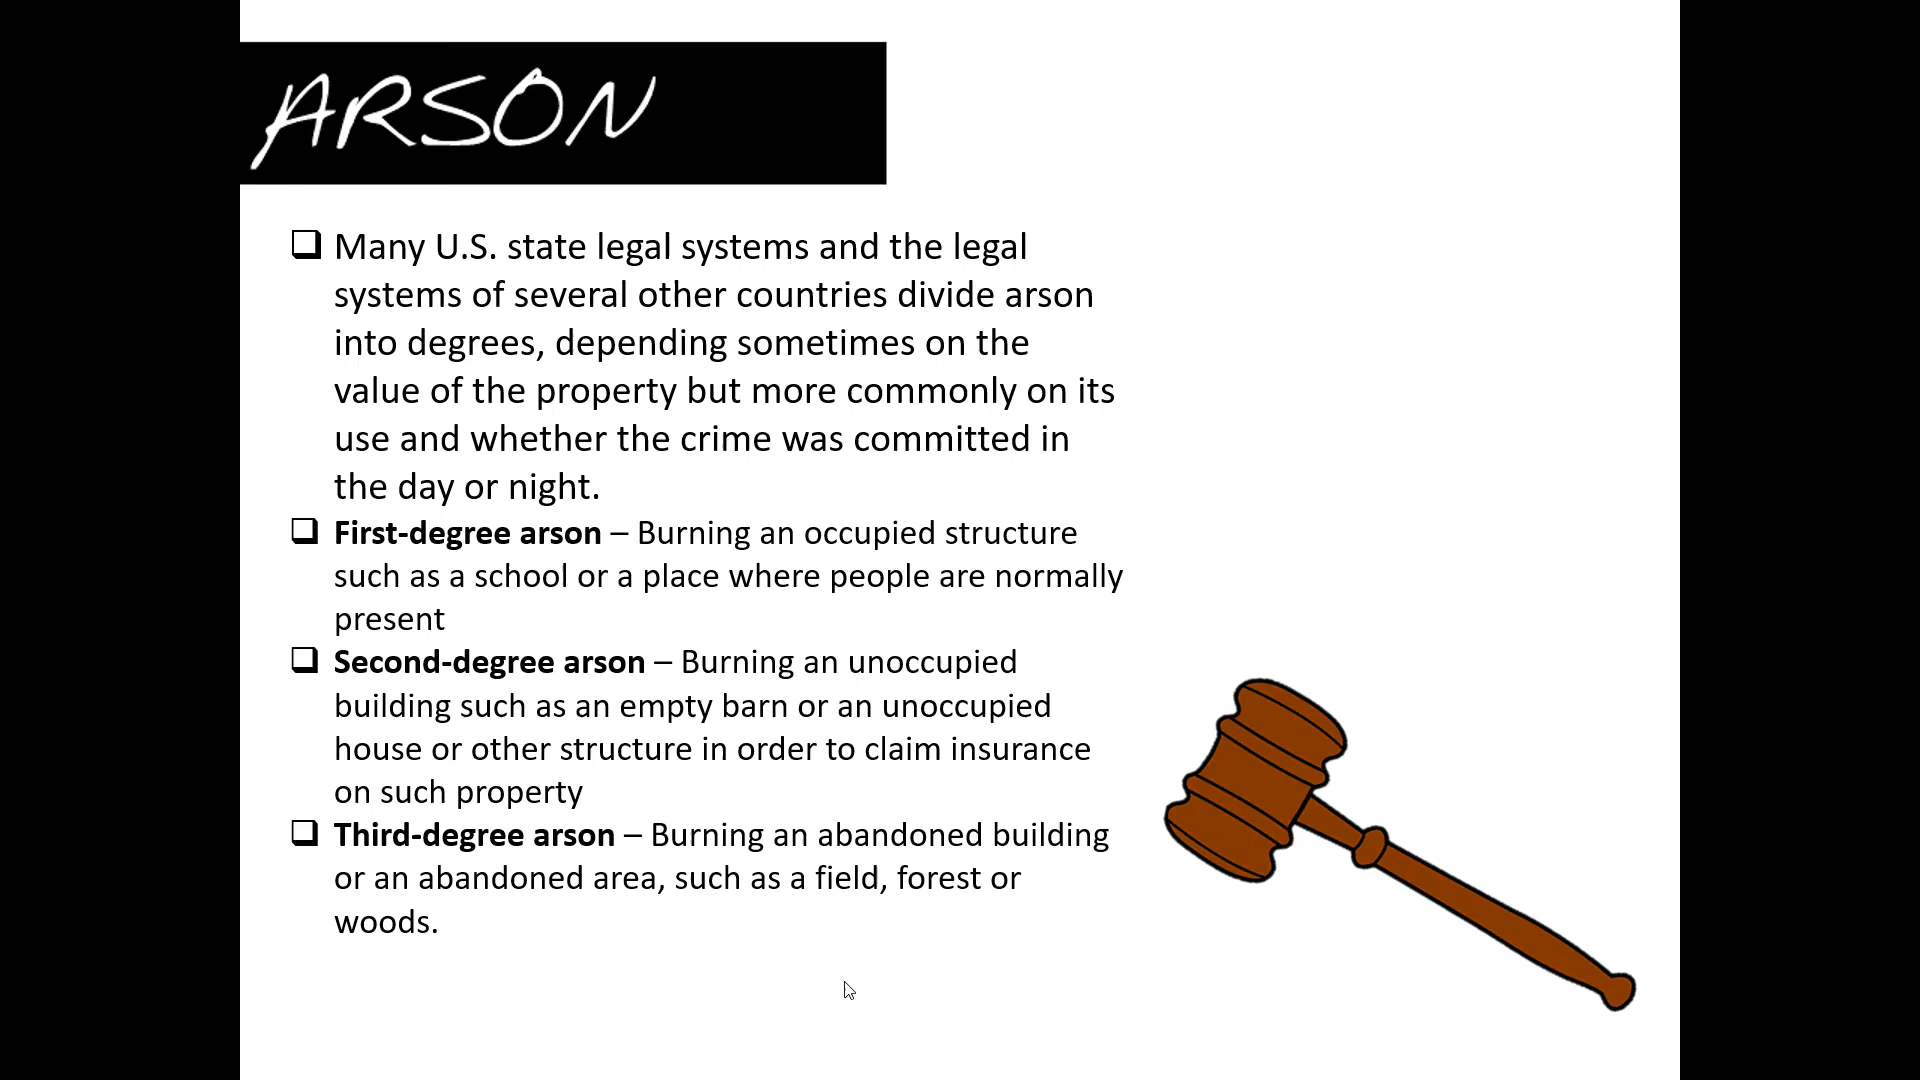 ARSON
Many U.S. state legal systems and the legal
systems of several other countries divide arson
into degrees, depending sometimes on the
value of the property but more commonly on its
use and whether the crime was committed in
the day or night.
First-degree arson – Burning an occupied structure
such as a school or a place where people are normally
present
Second-degree arson – Burning an unoccupied
building such as an empty barn or an unoccupied
house or other structure in order to claim insurance
on such property
Third-degree arson – Burning an abandoned building
or an abandoned area, such as a field, forest or
woods.